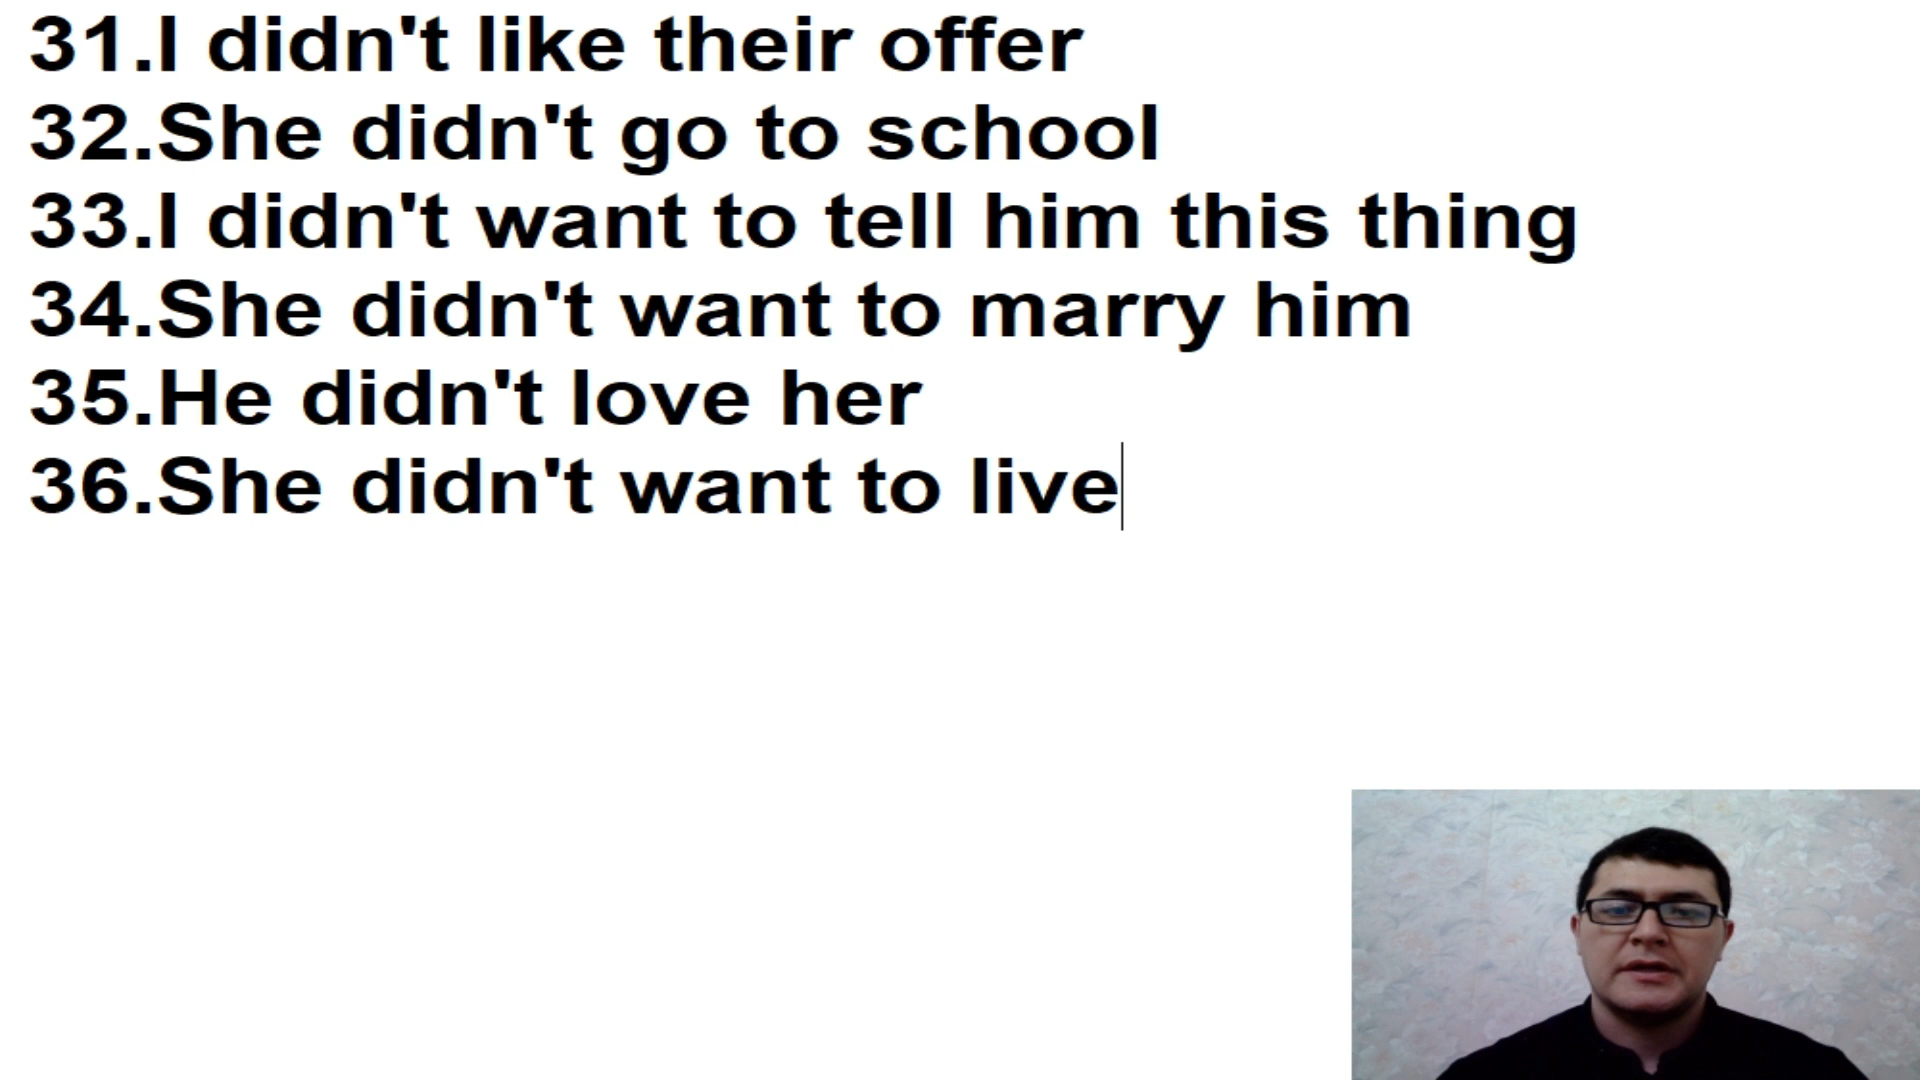 31.I didn't like their offer
32.She didn't go to school
33.I didn't want to tell him this thing
34.She didn't want to marry him
35.He didn't love her
36.She didn't want to live